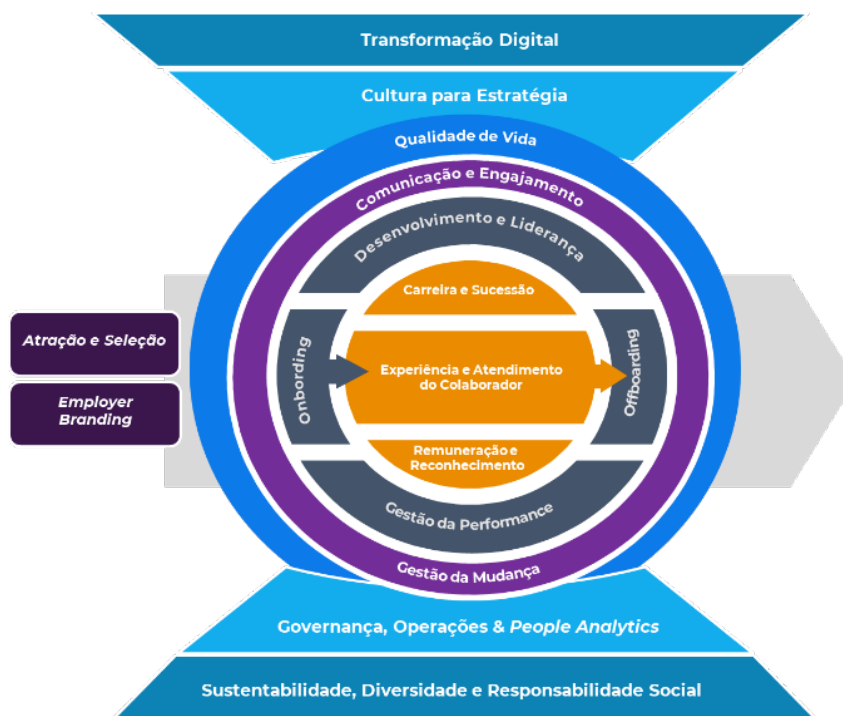 Transformação Digital
Cultura para Estratégia
Qualidade de Vida
Comunicação e Engajamento
Desenvolvimento e Liderança
Carreira e Sucessão
Atração e Seleção
Employer
Branding
Onbording
Experiência e Atendimento
do Colaborador
Offboarding
Remuneração e
Reconhecimento
Gestão da Performance
Gestão da Mudança
Governança, Operações & People Analytics
Sustentabilidade, Diversidade e Responsabilidade Social